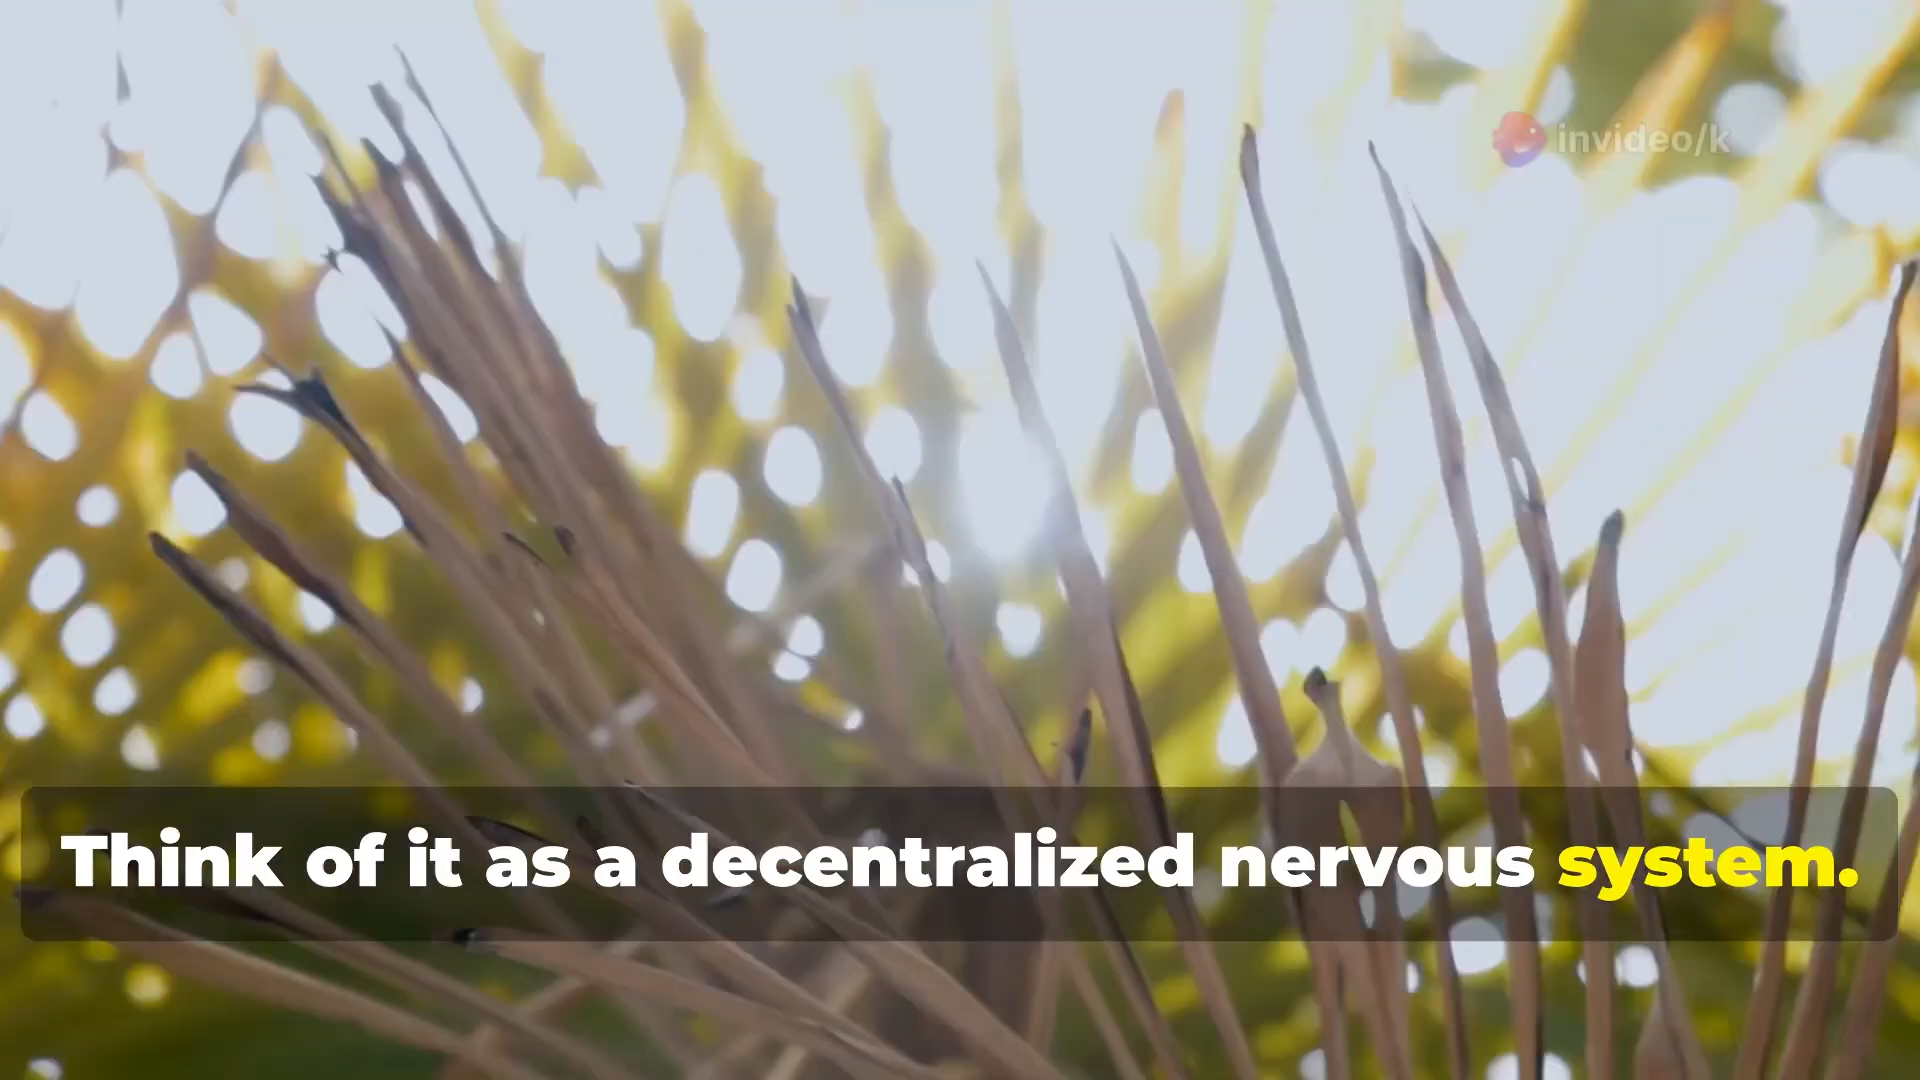 invideo/k
Think of it as a decentralized nervous system.